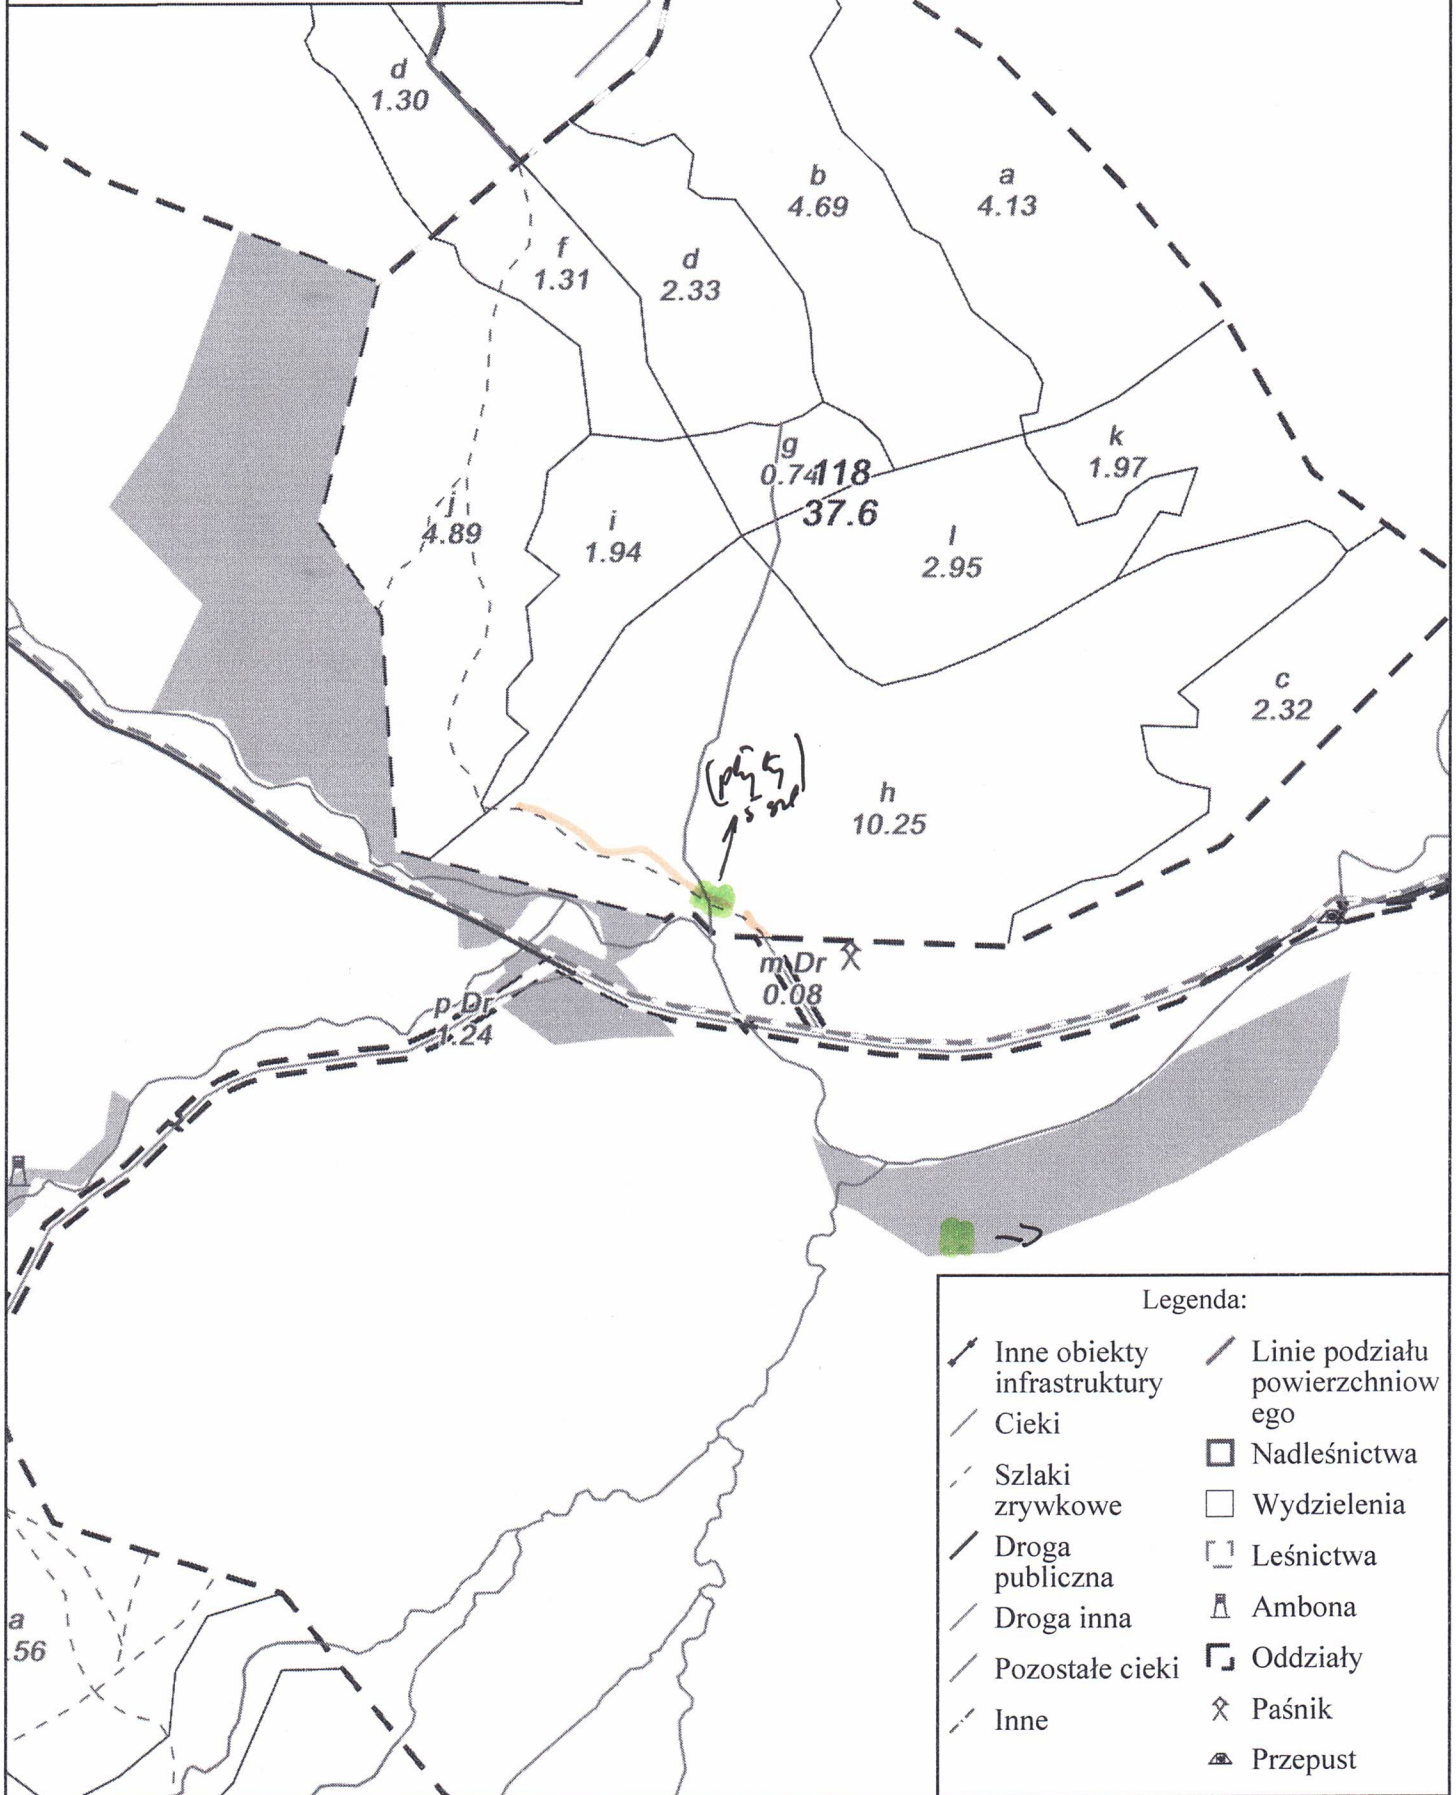 d
1.30
b
4.69
a
4.13
f
1.31
d
2.33
g
0.74
118
37.6
k
1.97
j
4.89
i
1.94
l
2.95
c
2.32
h
10.25
m Dr
0.08
p Dr
1.24
a
.56
Legenda:
Inne obiekty
infrastruktury
Cieki
Szlaki
zrywkowe
Droga
publiczna
Droga inna
Pozostałe cieki
Inne
Linie podziału
powierzchniow
ego
Nadleśnictwa
Wydzielenia
Leśnictwa
Ambona
Oddziały
Paśnik
Przepust